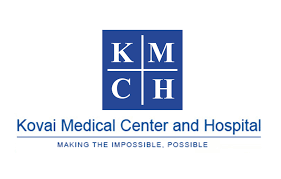 K M
C H
Kovai Medical Center and Hospital
MAKING THE IMPOSSIBLE, POSSIBLE